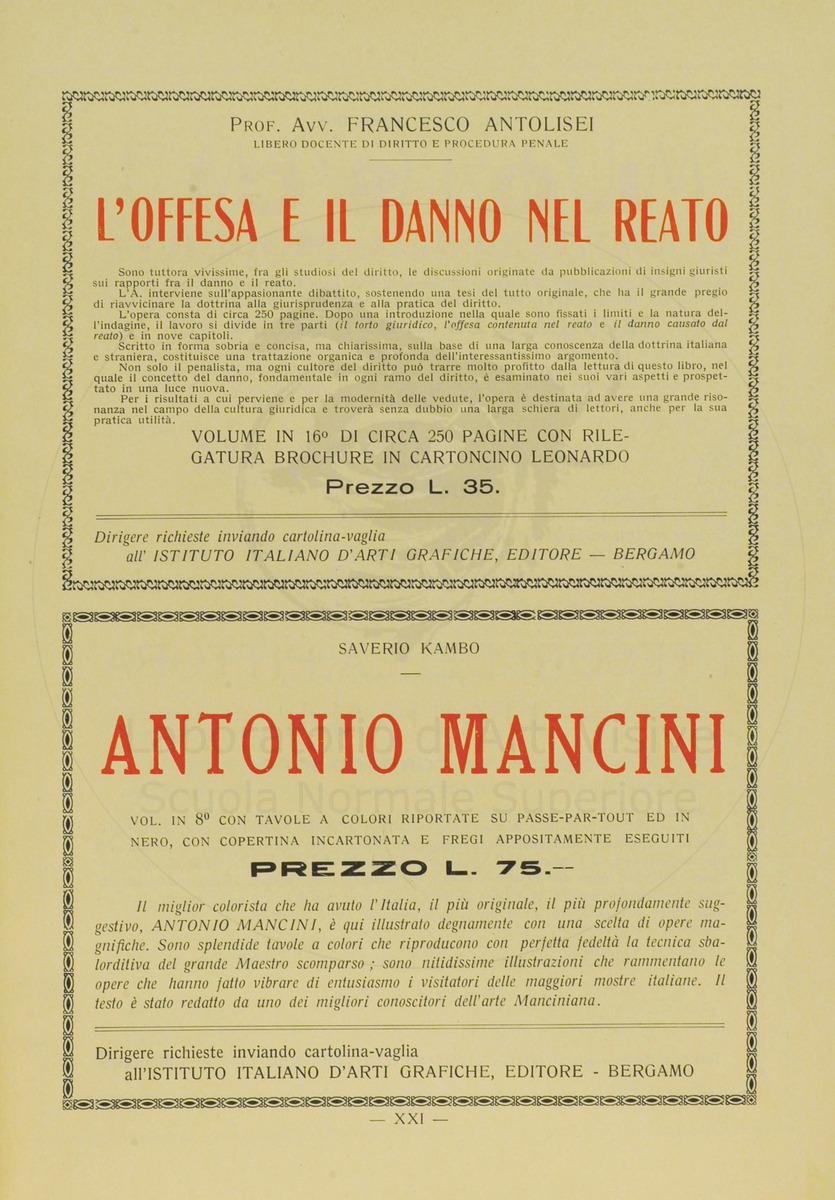 PROF. AVV. FRANCESCO ANTOLISEI
LIBERO DOCENTE DI DIRITTO E PROCEDURA PENALE
L'OFFESA E IL DANNO NEL REATO
Sono tuttora vivissime, fra gli studiosi del diritto, le discussioni originate da pubblicazioni di insigni giuristi
sui rapporti fra il danno e il reato.
L'A. interviene sull'appasionante dibattito, sostenendo una tesi del tutto originale, che ha il grande pregio
di riavvicinare la dottrina alla giurisprudenza e alla pratica del diritto.
L'opera consta di circa 250 pagine. Dopo una introduzione nella quale sono fissati i limiti e la natura del-
l'indagine, il lavoro si divide in tre parti (il torto giuridico, l'offesa contenuta nel reato e il danno causato dal
reato) e in nove capitoli.
Scritto in forma sobria e concisa, ma chiarissima, sulla base di una larga conoscenza della dottrina italiana
e straniera, costituisce una trattazione organica e profonda dell'interessantissimo argomento.
Non solo il penalista, ma ogni cultore del diritto può trarre molto profitto dalla lettura di questo libro, nel
quale il concetto del danno, fondamentale in ogni ramo del diritto, è esaminato nei suoi vari aspetti e prospet-
tato in una luce nuova.
Per i risultati a cui perviene e per la modernità delle vedute, l'opera è destinata ad avere una grande riso-
nanza nel campo della cultura giuridica e troverà senza dubbio una larga schiera di lettori, anche per la sua
pratica utilità.
VOLUME IN 16º DI CIRCA 250 PAGINE CON RILE-
GATURA BROCHURE IN CARTONCINO LEONARDO
Prezzo L. 35.
Dirigere richieste inviando cartolina-vaglia
all' ISTITUTO ITALIANO D'ARTI GRAFICHE, EDITORE — BERGAMO
SAVERIO KAMBO
ANTONIO MANCINI
VOL. IN 8º CON TAVOLE A COLORI RIPORTATE SU PASSE-PAR-TOUT ED IN
NERO, CON COPERTINA INCARTONATA E FREGI APPOSITAMENTE ESEGUITI
PREZZO L. 75.--
Il miglior colorista che ha avuto l'Italia, il più originale, il più profondamente sug-
gestivo, ANTONIO MANCINI, è qui illustrato degnamente con una scelta di opere ma-
gnifiche. Sono splendide tavole a colori che riproducono con perfetta fedeltà la tecnica sba-
lorditiva del grande Maestro scomparso ; sono nitidissime illustrazioni che rammentano le
opere che hanno fatto vibrare di entusiasmo i visitatori delle maggiori mostre italiane. Il
testo è stato redatto da uno dei migliori conoscitori dell'arte Manciniana.
Dirigere richieste inviando cartolina-vaglia
all'ISTITUTO ITALIANO D'ARTI GRAFICHE, EDITORE - BERGAMO
— XXI —
Scuola Normale Superiore